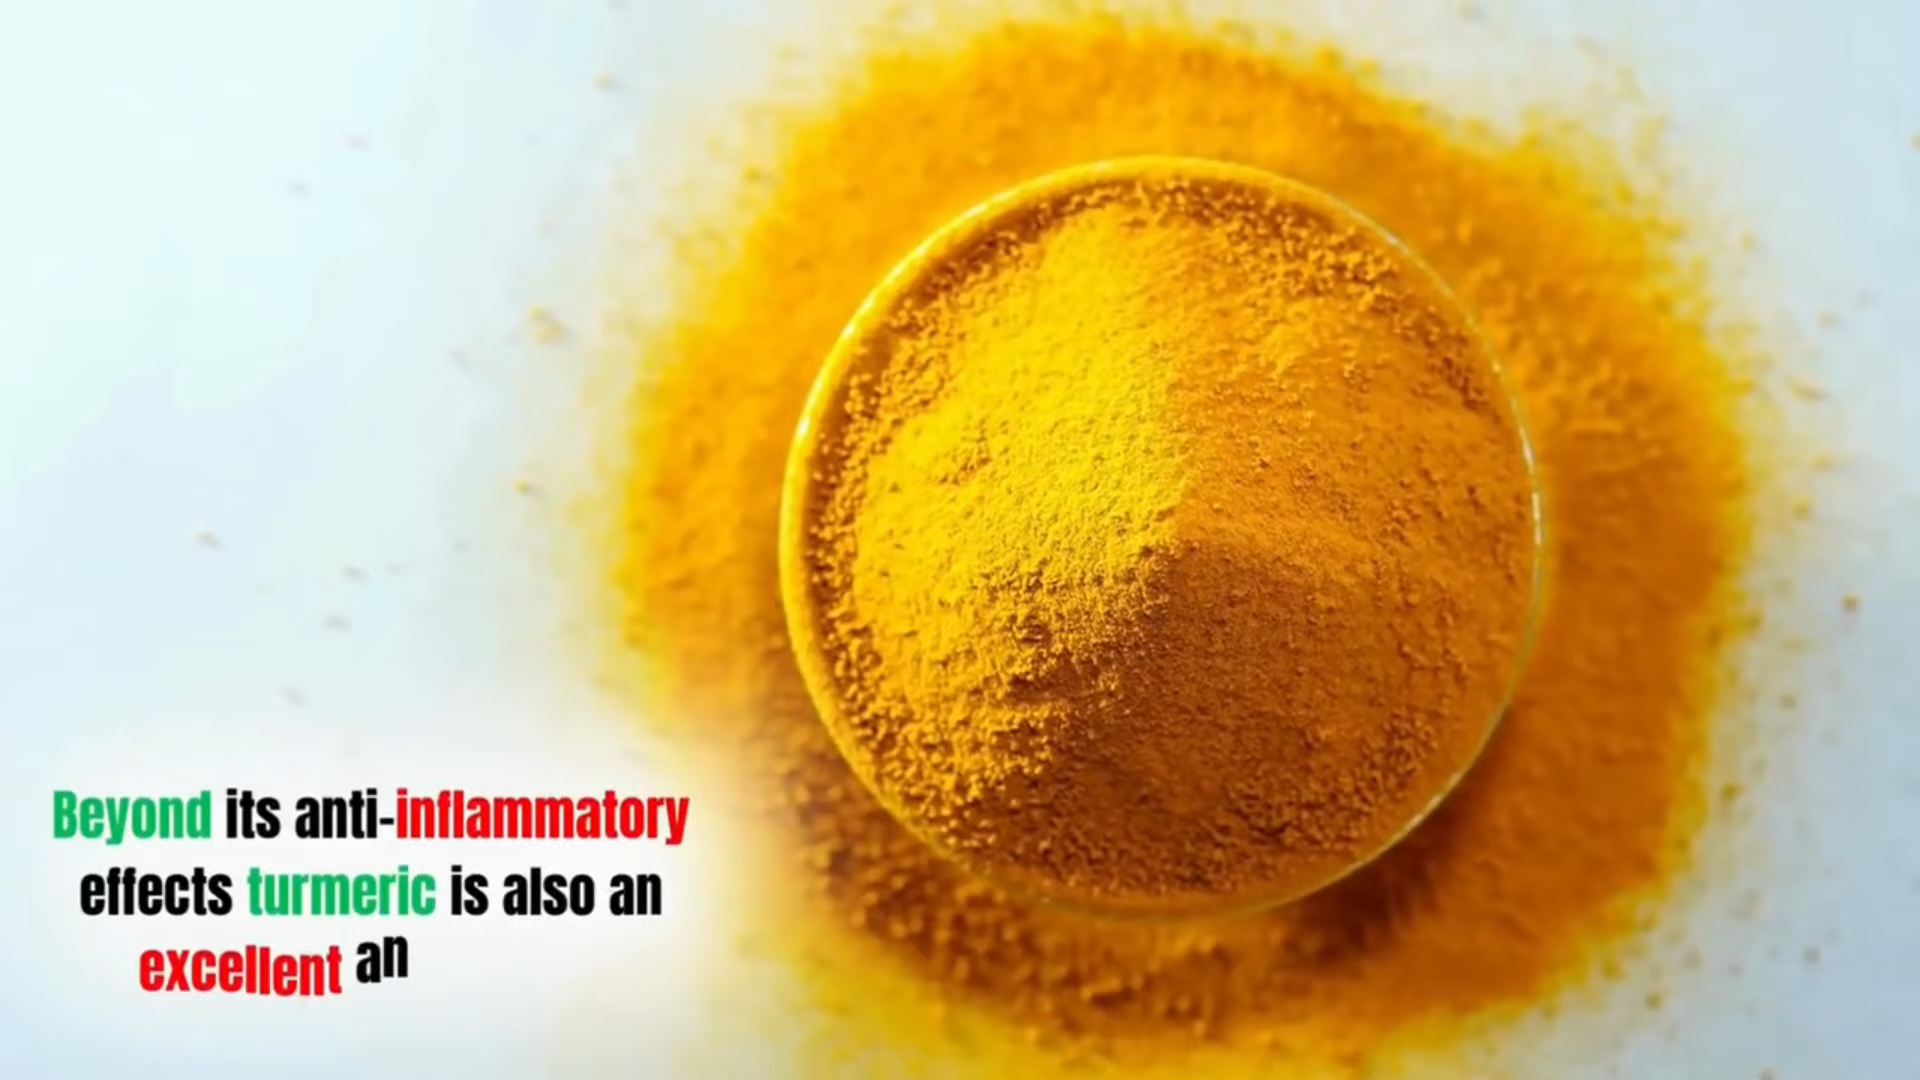 Beyond its anti-inflammatory
effects turmeric is also an
excellent an